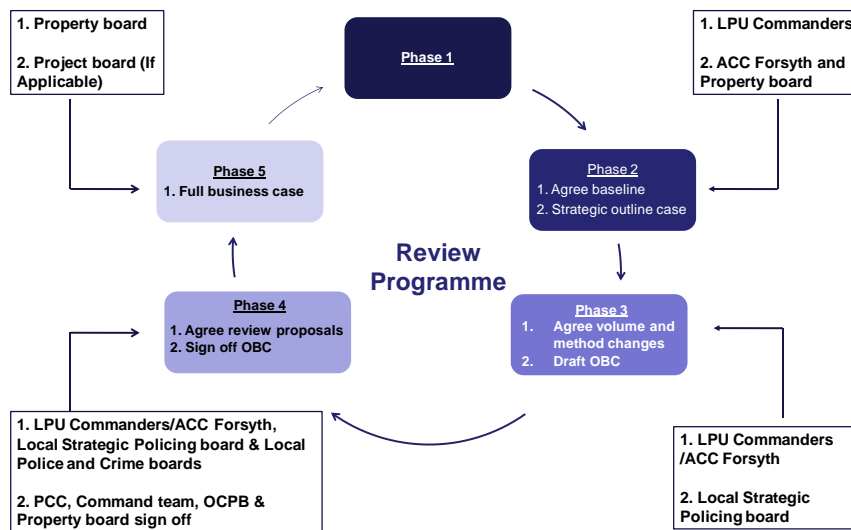 1. Property board
2. Project board (If
Applicable)
Phase 1
1. LPU Commanders
2. ACC Forsyth and
Property board
Phase 5
1. Full business case
Phase 2
1. Agree baseline
2. Strategic outline case
Review
Programme
Phase 4
1. Agree review proposals
2. Sign off OBC
Phase 3
1. Agree volume and
method changes
2. Draft OBC
1. LPU Commanders/ACC Forsyth,
Local Strategic Policing board & Local
Police and Crime boards
2. PCC, Command team, OCPB &
Property board sign off
1. LPU Commanders
/ACC Forsyth
2. Local Strategic
Policing board